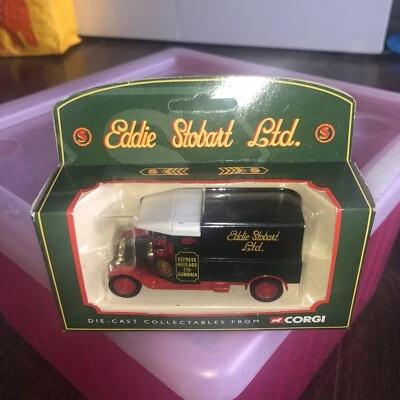 S Eddie Stobart Ltd. S
S S
Eddie Stobart
Ltd.
EXPRESS
HAULAGE
LTD
CUMBRIA
DIE-CAST COLLECTABLES FROM CORGI